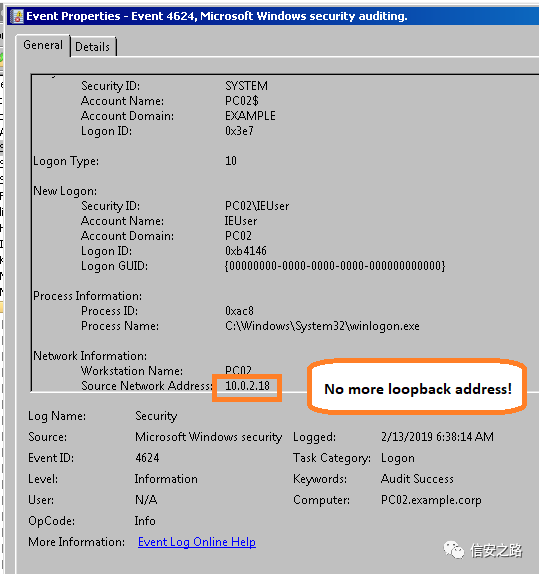 Event Properties - Event 4624, Microsoft Windows security auditing.
General Details
Security ID: SYSTEM
Account Name: PC02$
Account Domain: EXAMPLE
Logon ID: 0x3e7
Logon Type: 10
New Logon:
Security ID: PC02\IEUser
Account Name: IEUser
Account Domain: PC02
Logon ID: 0xb4146
Logon GUID: {00000000-0000-0000-0000-000000000000}
Process Information:
Process ID: 0xac8
Process Name: C:\Windows\System32\winlogon.exe
Network Information:
Workstation Name: PC02
Source Network Address: 10.0.2.18
No more loopback address!
Log Name: Security
Source: Microsoft Windows security Logged: 2/13/2019 6:38:14 AM
Event ID: 4624 Task Category: Logon
Level: Information Keywords: Audit Success
User: N/A Computer: PC02.example.corp
OpCode: Info
More Information: Event Log Online Help
信安之路